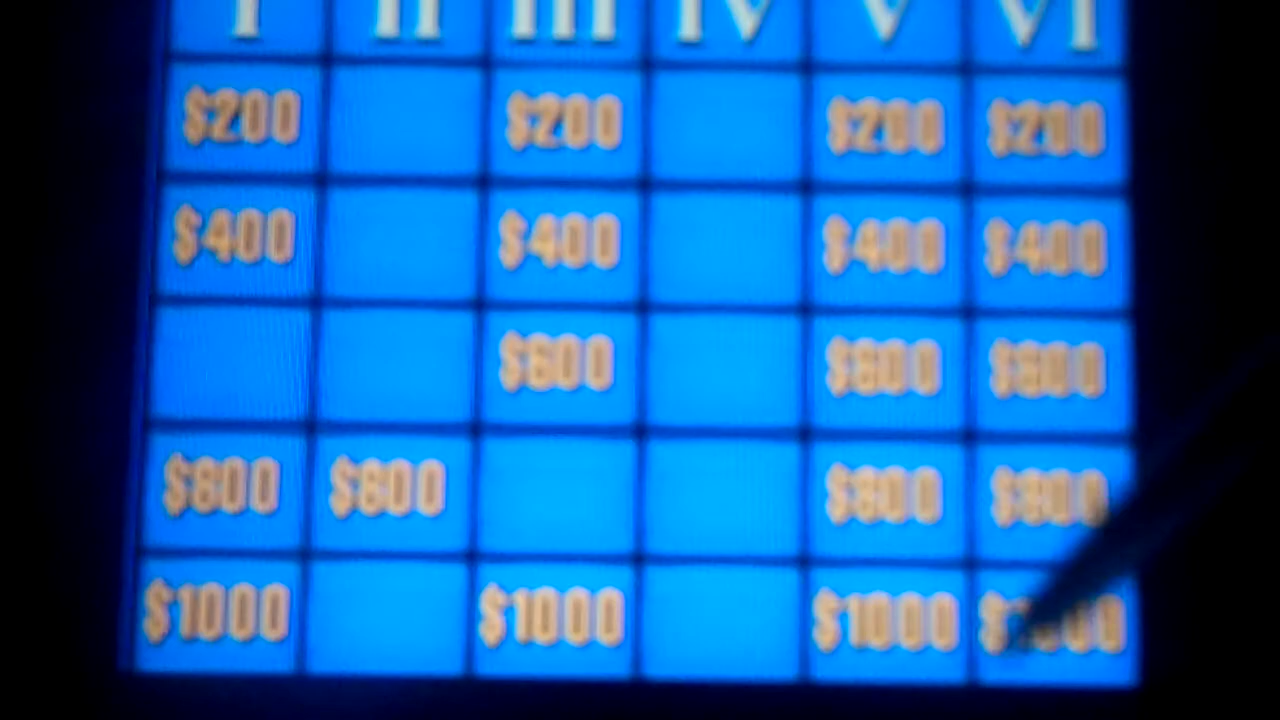 I II III IV V VI
$200 $200 $200 $200
$400 $400 $400 $400
$600 $600 $600
$800 $800 $800 $800
$1000 $1000 $1000 $1000